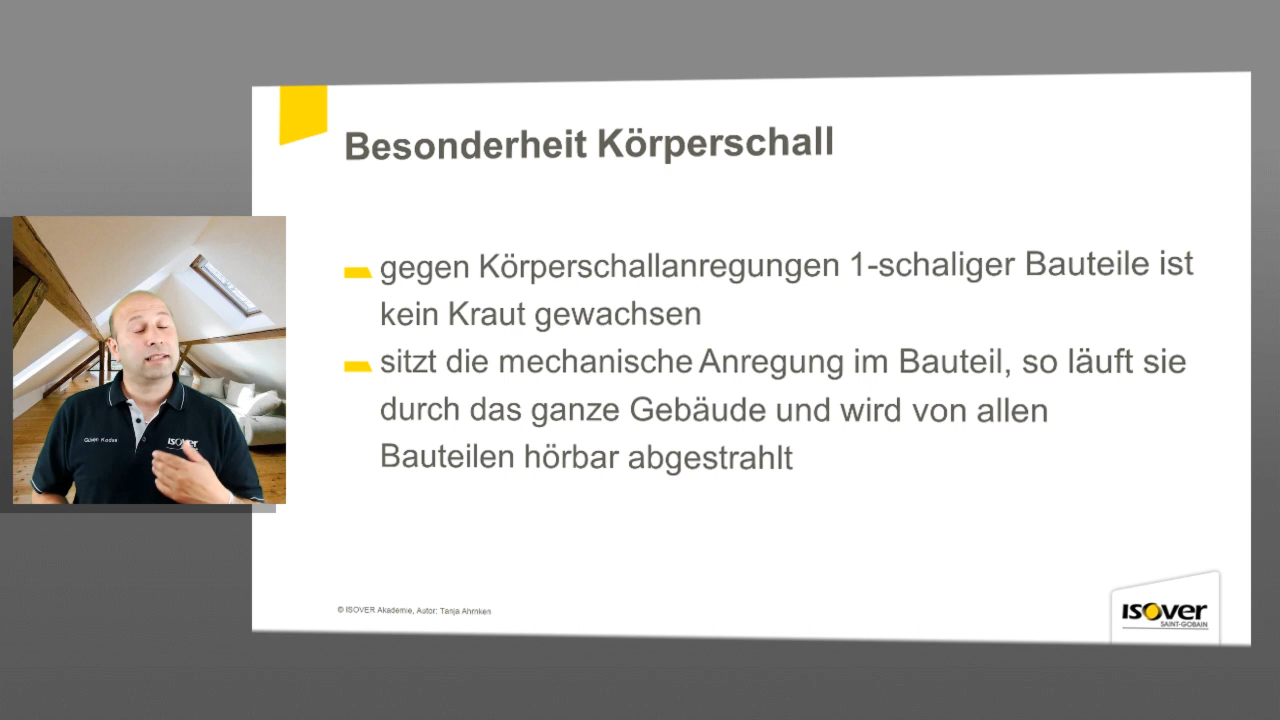 Besonderheit Körperschall
gegen Körperschallanregungen 1-schaliger Bauteile ist
kein Kraut gewachsen
sitzt die mechanische Anregung im Bauteil, so läuft sie
durch das ganze Gebäude und wird von allen
Bauteilen hörbar abgestrahlt
ISOVER
© ISOVER Akademie, Autor: Tanja Ahrnken
ISOVER
SAINT-GOBAIN